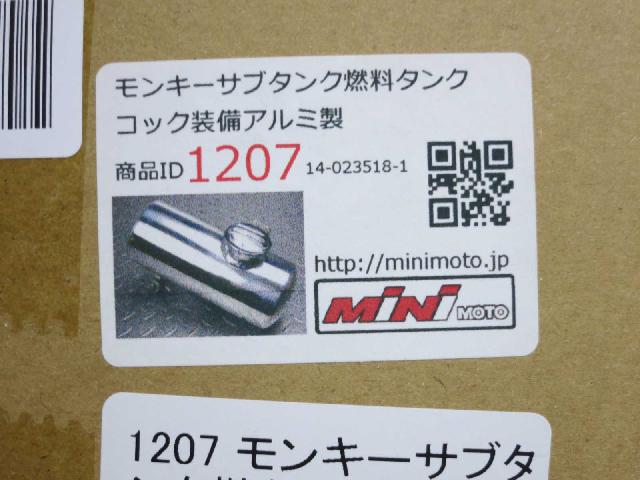 モンキーサブタンク燃料タンク
コック装備アルミ製
商品ID 1207 14-023518-1
http://minimoto.jp
MiNi MOTO
1207 モンキーサブタ